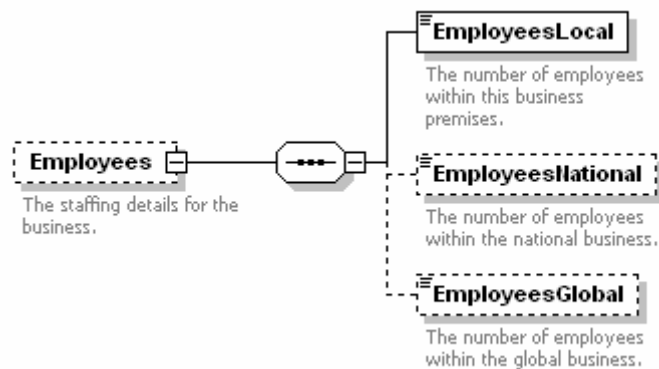 EmployeesLocal
The number of employees
within this business
premises.
Employees
The staffing details for the
business.
EmployeesNational
The number of employees
within the national business.
EmployeesGlobal
The number of employees
within the global business.